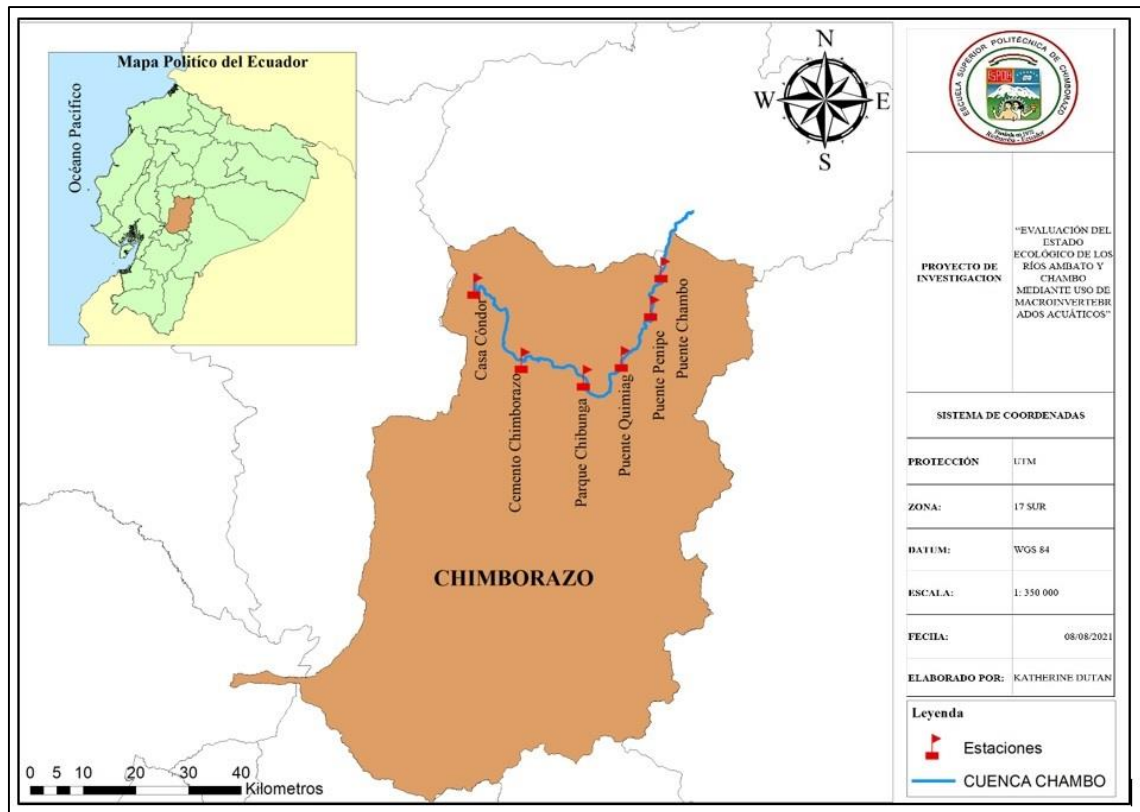 Mapa Politíco del Ecuador
Océano Pacífico
N
W
E
S
Casa Cóndor
Cemento Chimborazo
Parque Chibunga
Puente Quimiag
Puente Penipe
Puente Chambo
CHIMBORAZO
0 5 10 20 30 40
Kilometros
ESCUELA SUPERIOR POLITÉCNICA DE CHIMBORAZO
ESPOCH
Riobamba - Ecuador
PROYECTO DE
INVESTIGACION
“EVALUACIÓN DEL
ESTADO
ECOLÓGICO DE LOS
RÍOS AMBATO Y
CHAMBO
MEDIANTE USO DE
MACROINVERTEBR
ADOS ACUÁTICOS”
SISTEMA DE COORDENADAS
PROTECCIÓN UTM
ZONA: 17 SUR
DATUM: WGS 84
ESCALA: 1: 350 000
FECHA: 08/08/2021
ELABORADO POR: KATHERINE DUTAN
Leyenda
Estaciones
CUENCA CHAMBO